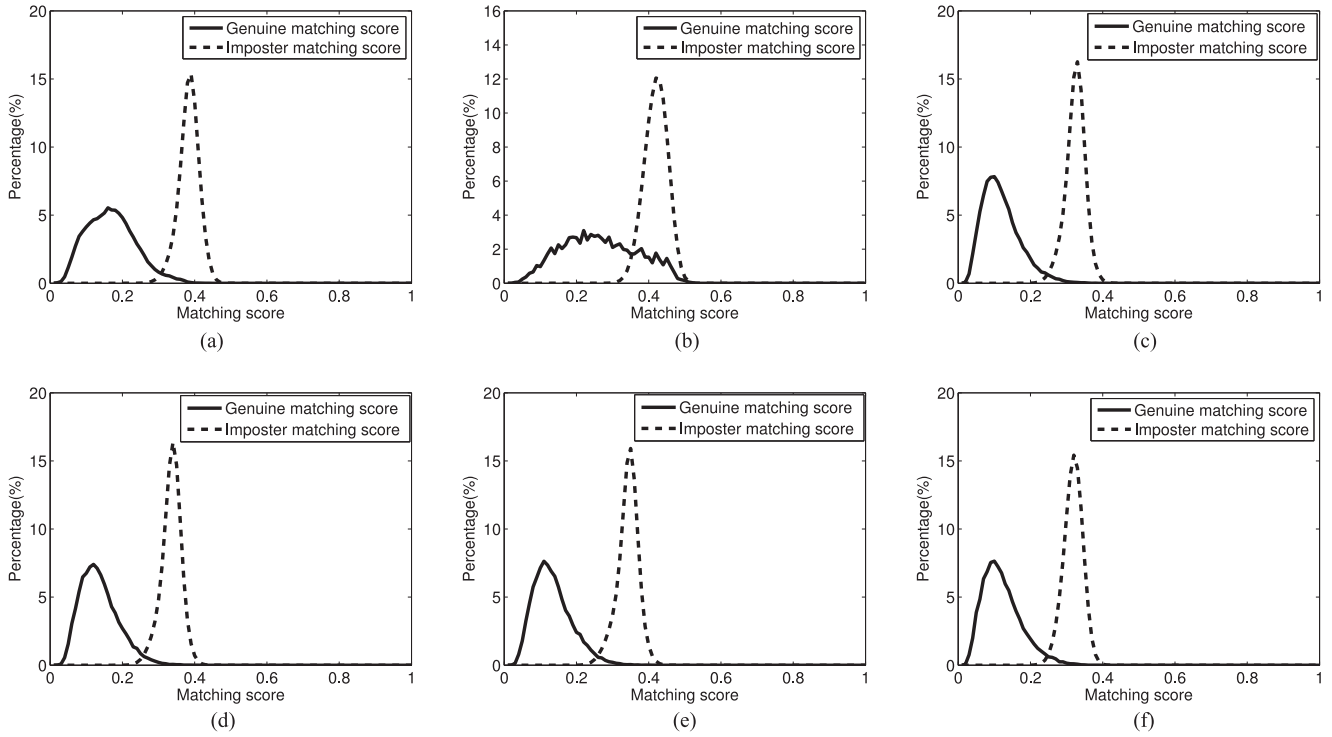 20
15
10
5
0
Percentage(%)
Genuine matching score
Imposter matching score
0 0.2 0.4 0.6 0.8 1
Matching score
(a)
16
14
12
10
8
6
4
2
0
Percentage(%)
Genuine matching score
Imposter matching score
0 0.2 0.4 0.6 0.8 1
Matching score
(b)
20
15
10
5
0
Percentage(%)
Genuine matching score
Imposter matching score
0 0.2 0.4 0.6 0.8 1
Matching score
(c)
20
15
10
5
0
Percentage(%)
Genuine matching score
Imposter matching score
0 0.2 0.4 0.6 0.8 1
Matching score
(d)
20
15
10
5
0
Percentage(%)
Genuine matching score
Imposter matching score
0 0.2 0.4 0.6 0.8 1
Matching score
(e)
20
15
10
5
0
Percentage(%)
Genuine matching score
Imposter matching score
0 0.2 0.4 0.6 0.8 1
Matching score
(f)